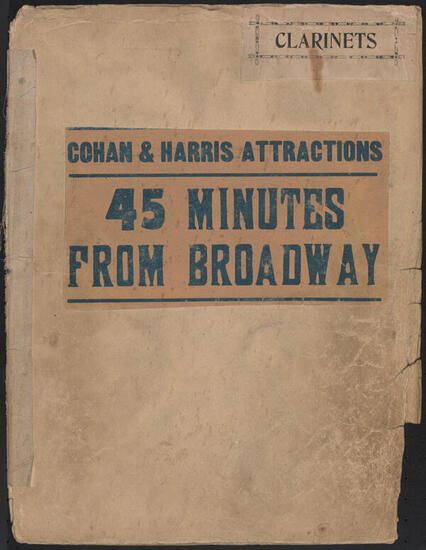 CLARINETS
COHAN & HARRIS ATTRACTIONS
45 MINUTES
FROM BROADWAY